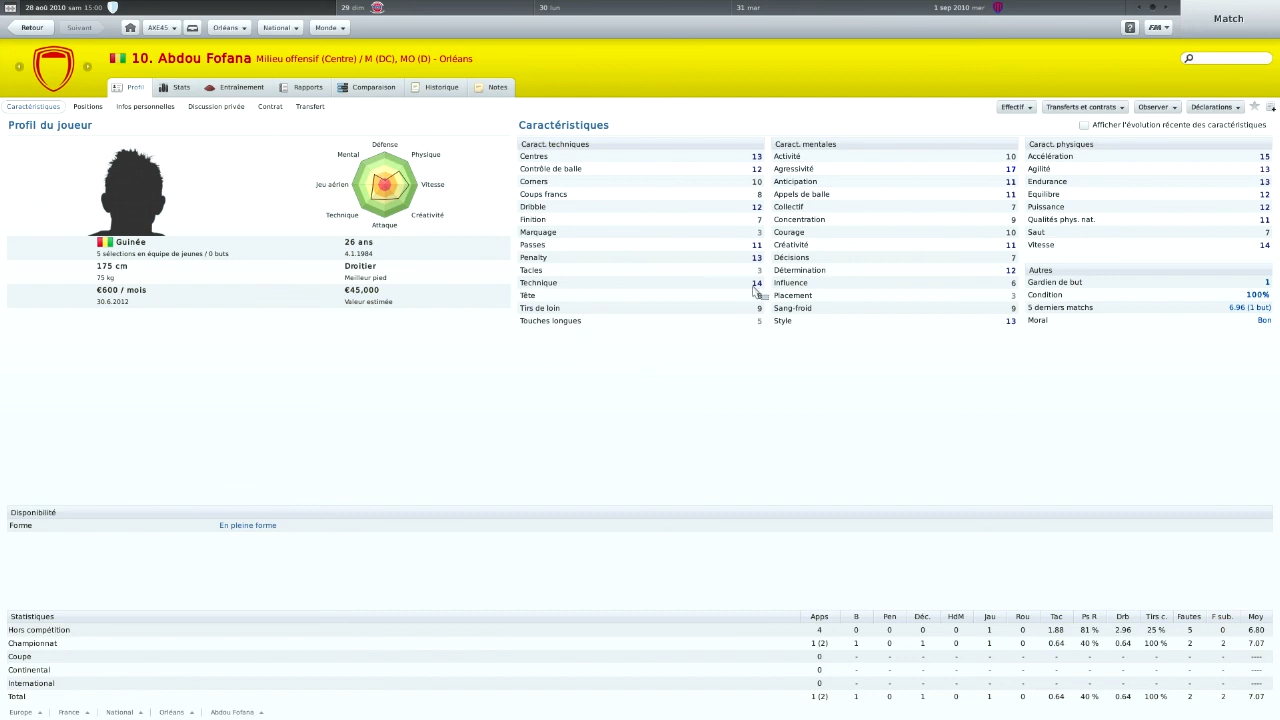 28 aoû 2010 sam 15:00 29 dim 30 lun 31 mar 1 sep 2010 mer Match
Retour Suivant AXE45 Orléans National Monde ? FM
10. Abdou Fofana Milieu offensif (Centre) / M (DC), MO (D) - Orléans
Profil Stats Entraînement Rapports Comparaison Historique Notes
Caractéristiques Positions Infos personnelles Discussion privée Contrat Transfert Effectif Transferts et contrats Observer Déclarations
Profil du joueur
Défense
Mental Physique
Jeu aérien Vitesse
Technique Créativité
Attaque
Guinée 26 ans
5 sélections en équipe de jeunes / 0 buts 4.1.1984
175 cm Droitier
75 kg Meilleur pied
€600 / mois €45,000
30.6.2012 Valeur estimée
Caractéristiques Afficher l'évolution récente des caractéristiques
Caract. techniques
Centres 13
Contrôle de balle 12
Corners 10
Coups francs 8
Dribble 12
Finition 7
Marquage 3
Passes 11
Penalty 13
Tacles 3
Technique 14
Tête
Tirs de loin 9
Touches longues 5
Caract. mentales
Activité 10
Agressivité 17
Anticipation 11
Appels de balle 11
Collectif 7
Concentration 9
Courage 10
Créativité 11
Décisions 7
Détermination 12
Influence 6
Placement 3
Sang-froid 9
Style 13
Caract. physiques
Accélération 15
Agilité 13
Endurance 13
Equilibre 12
Puissance 12
Qualités phys. nat. 11
Saut 7
Vitesse 14
Autres
Gardien de but 1
Condition 100%
5 derniers matchs 6.96 (1 but)
Moral Bon
Disponibilité
Forme En pleine forme
Statistiques Apps B Pen Déc. HdM Jau Rou Tac Ps R Drb Tirs c. Fautes F sub. Moy
Hors compétition 4 0 0 0 0 1 0 1.88 81 % 2.96 25 % 5 0 6.80
Championnat 1 (2) 1 0 1 0 1 0 0.64 40 % 0.64 100 % 2 2 7.07
Coupe 0 - - - - - - - - - - - - ----
Continental 0 - - - - - - - - - - - - ----
International 0 - - - - - - - - - - - - ----
Total 1 (2) 1 0 1 0 1 0 0.64 40 % 0.64 100 % 2 2 7.07
Europe France National Orléans Abdou Fofana